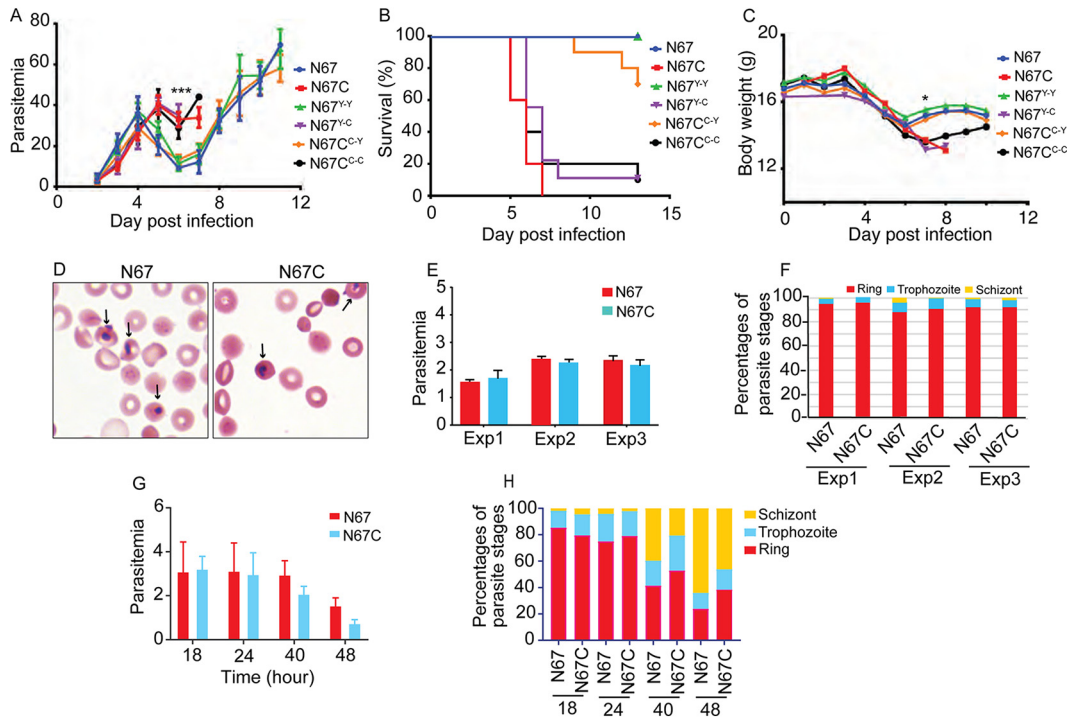 A
Parasitemia
80
60
40
20
0
0 4 8 12
Day post infection
***
N67
N67C
N67Y-Y
N67Y-C
N67CC-Y
N67CC-C
B
Survival (%)
100
80
60
40
20
0
0 5 10 15
Day post infection
N67
N67C
N67Y-Y
N67Y-C
N67CC-Y
N67CC-C
C
Body weight (g)
19
16
13
0 2 4 6 8 10 12
Day post infection
*
N67
N67C
N67Y-Y
N67Y-C
N67CC-Y
N67CC-C
D
N67 N67C
E
Parasitemia
5
4
3
2
1
0
Exp1 Exp2 Exp3
N67
N67C
F
Ring Trophozoite Schizont
Percentages of
parasite stages
100
80
60
40
20
0
N67 N67C N67 N67C N67 N67C
Exp1 Exp2 Exp3
G
Parasitemia
6
4
2
0
18 24 40 48
Time (hour)
N67
N67C
H
Percentages of
parasite stages
100
80
60
40
20
0
N67 N67C N67 N67C N67 N67C N67 N67C
18 24 40 48
Schizont
Trophozoite
Ring